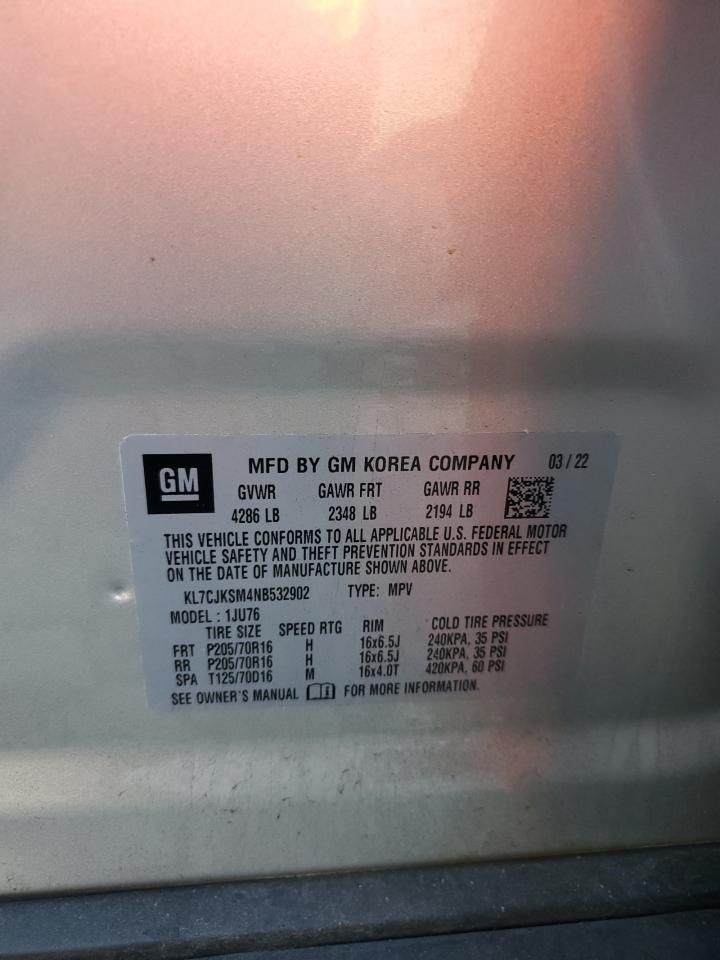 GM
MFD BY GM KOREA COMPANY 03 / 22
GVWR GAWR FRT GAWR RR
4286 LB 2348 LB 2194 LB
THIS VEHICLE CONFORMS TO ALL APPLICABLE U.S. FEDERAL MOTOR
VEHICLE SAFETY AND THEFT PREVENTION STANDARDS IN EFFECT
ON THE DATE OF MANUFACTURE SHOWN ABOVE.
KL7CJKSM4NB532902 TYPE: MPV
MODEL : 1JU76
TIRE SIZE SPEED RTG RIM COLD TIRE PRESSURE
FRT P205/70R16 H 16x6.5J 240KPA, 35 PSI
RR P205/70R16 H 16x6.5J 240KPA, 35 PSI
SPA T125/70D16 M 16x4.0T 420KPA, 60 PSI
SEE OWNER'S MANUAL FOR MORE INFORMATION.